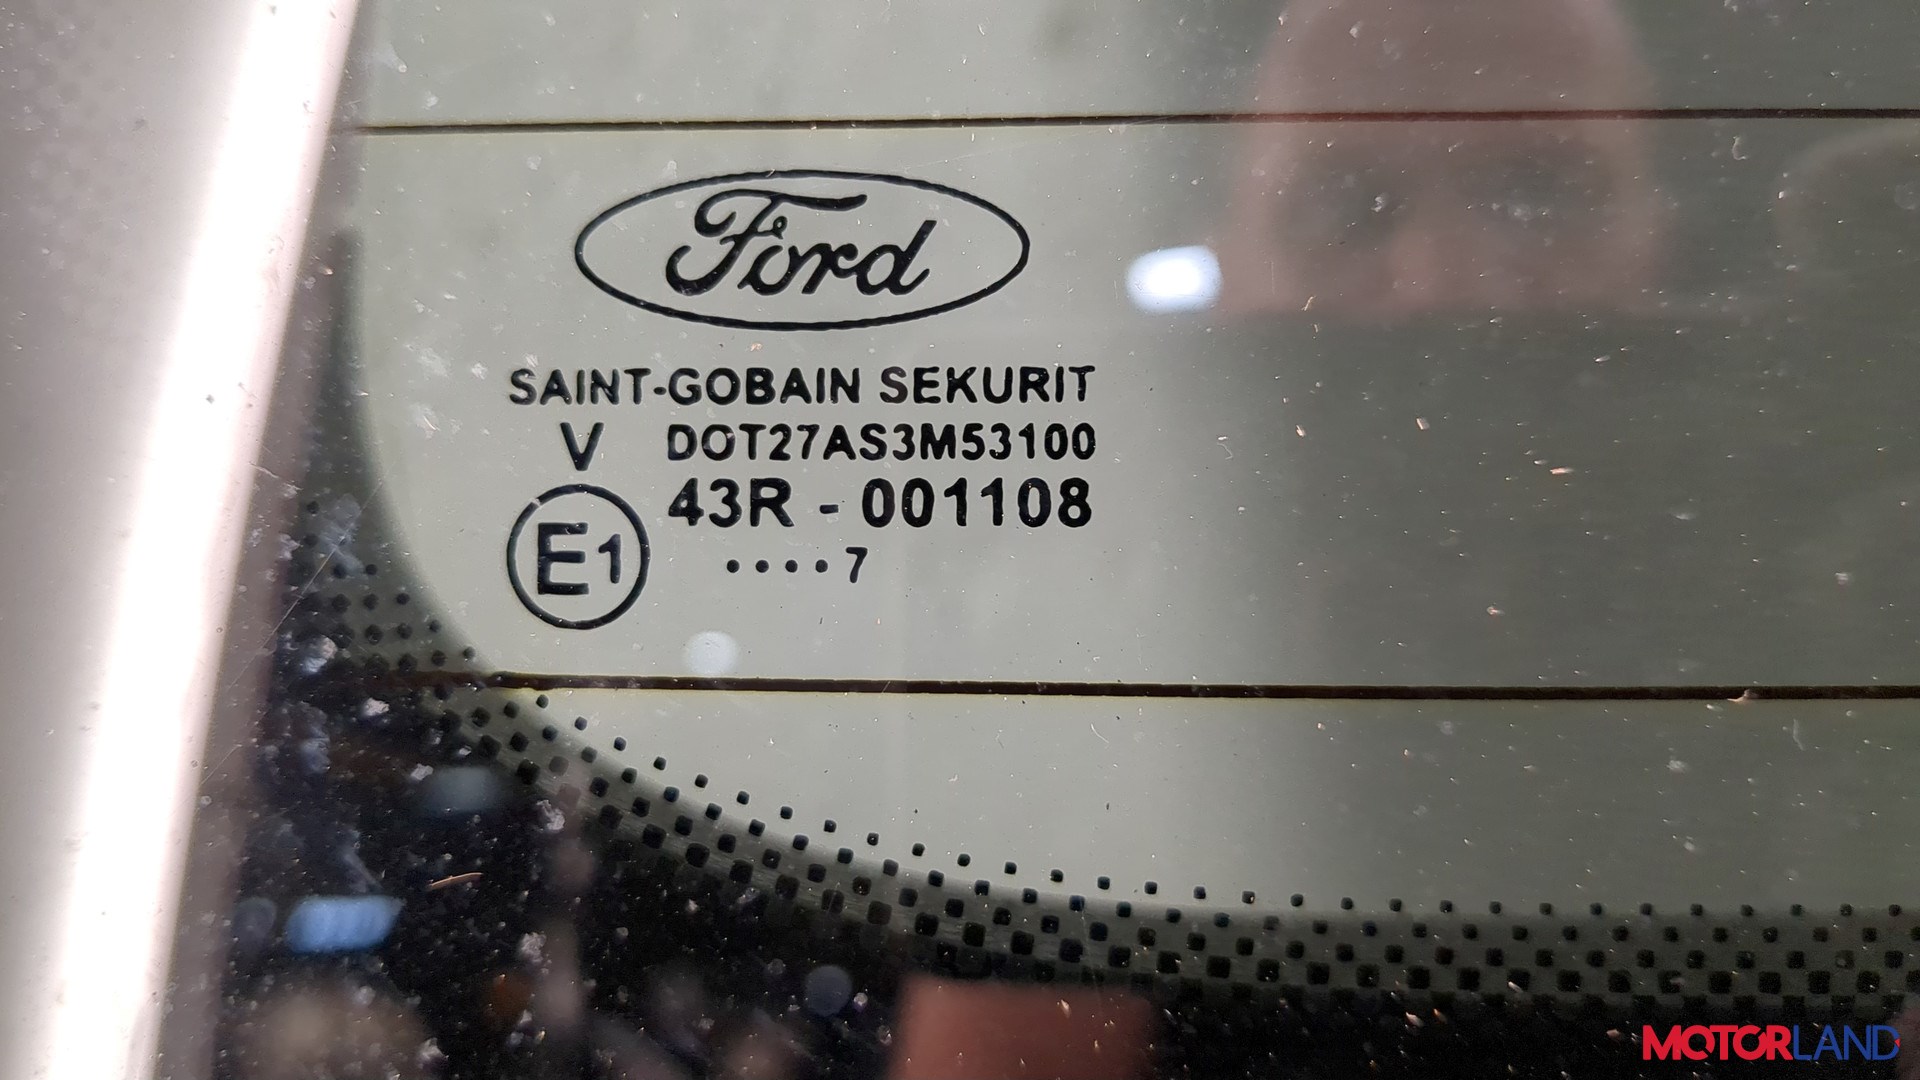 Ford
SAINT-GOBAIN SEKURIT
V DOT27AS3M53100
43R - 001108
E1
....7
MOTORLAND